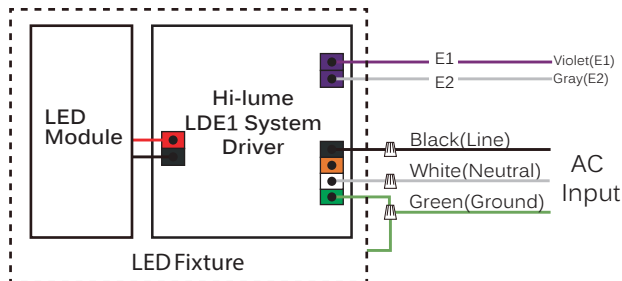 E1
Violet(E1)
E2
Gray(E2)
Hi-lume
LDE1 System
Driver
LED
Module
Black(Line)
White(Neutral)
Green(Ground)
AC
Input
LED Fixture